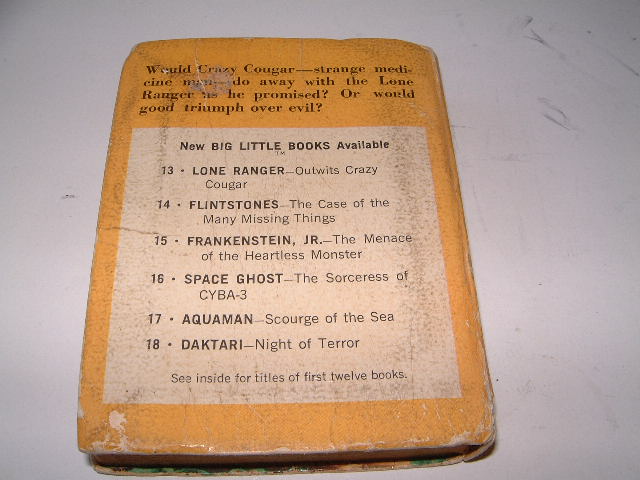 Would Crazy Cougar—strange medi-
cine man—do away with the Lone
Ranger as he promised? Or would
good triumph over evil?
New BIG LITTLE BOOKS Available
TM
13 • LONE RANGER—Outwits Crazy
Cougar
14 • FLINTSTONES—The Case of the
Many Missing Things
15 • FRANKENSTEIN, JR.—The Menace
of the Heartless Monster
16 • SPACE GHOST—The Sorceress of
CYBA-3
17 • AQUAMAN—Scourge of the Sea
18 • DAKTARI—Night of Terror
See inside for titles of first twelve books.